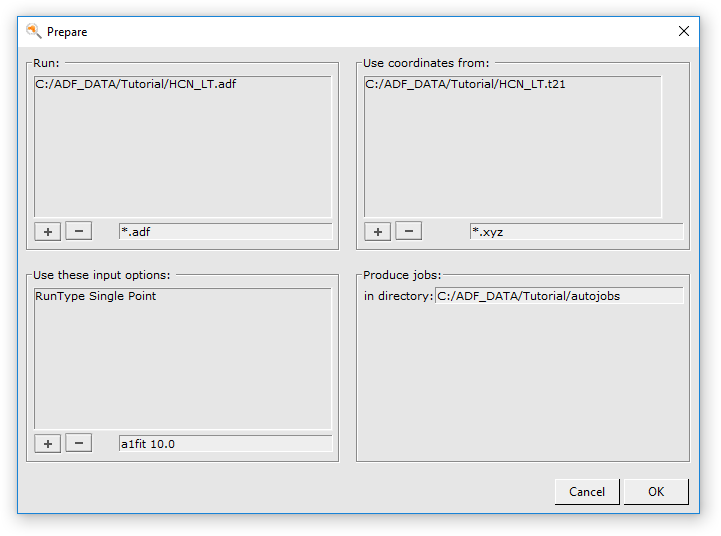 Prepare
Run:
C:/ADF_DATA/Tutorial/HCN_LT.adf
+ − *.adf
Use coordinates from:
C:/ADF_DATA/Tutorial/HCN_LT.t21
+ − *.xyz
Use these input options:
RunType Single Point
+ − a1fit 10.0
Produce jobs:
in directory: C:/ADF_DATA/Tutorial/autojobs
Cancel OK